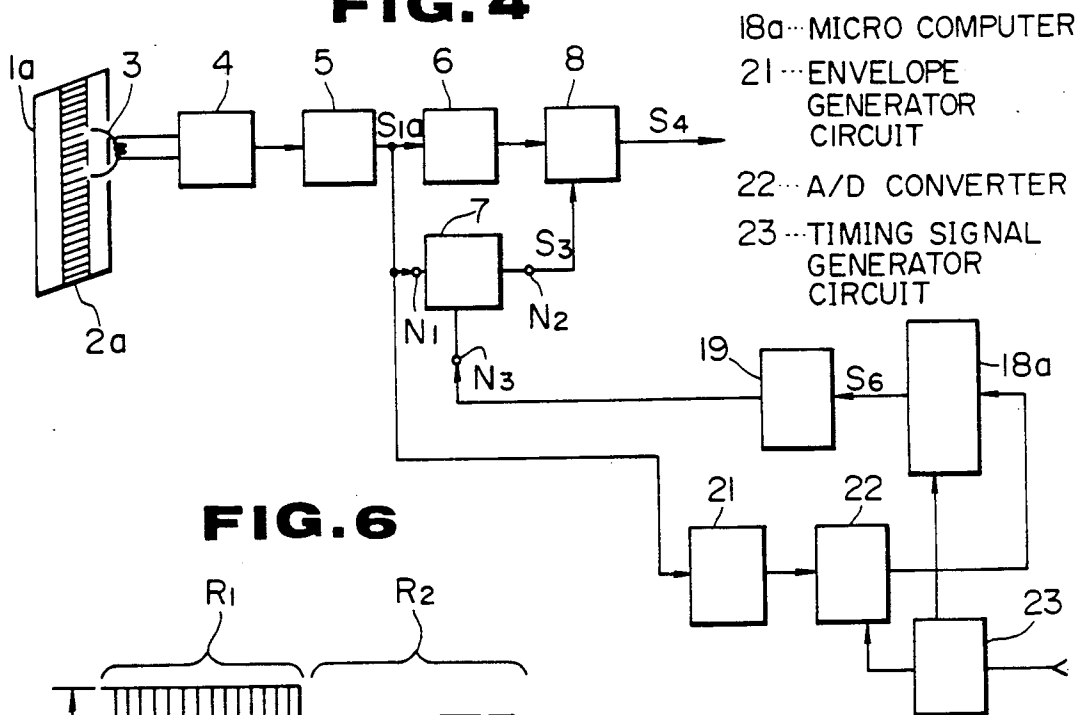 FIG. 4
18a···MICRO COMPUTER
21···ENVELOPE
GENERATOR
CIRCUIT
22···A/D CONVERTER
23···TIMING SIGNAL
GENERATOR
CIRCUIT
1a
3
4
5
6
8
S1a
S4
7
S3
N1
N2
2a
N3
19
S6
18a
21
22
23
FIG.6
R1
R2